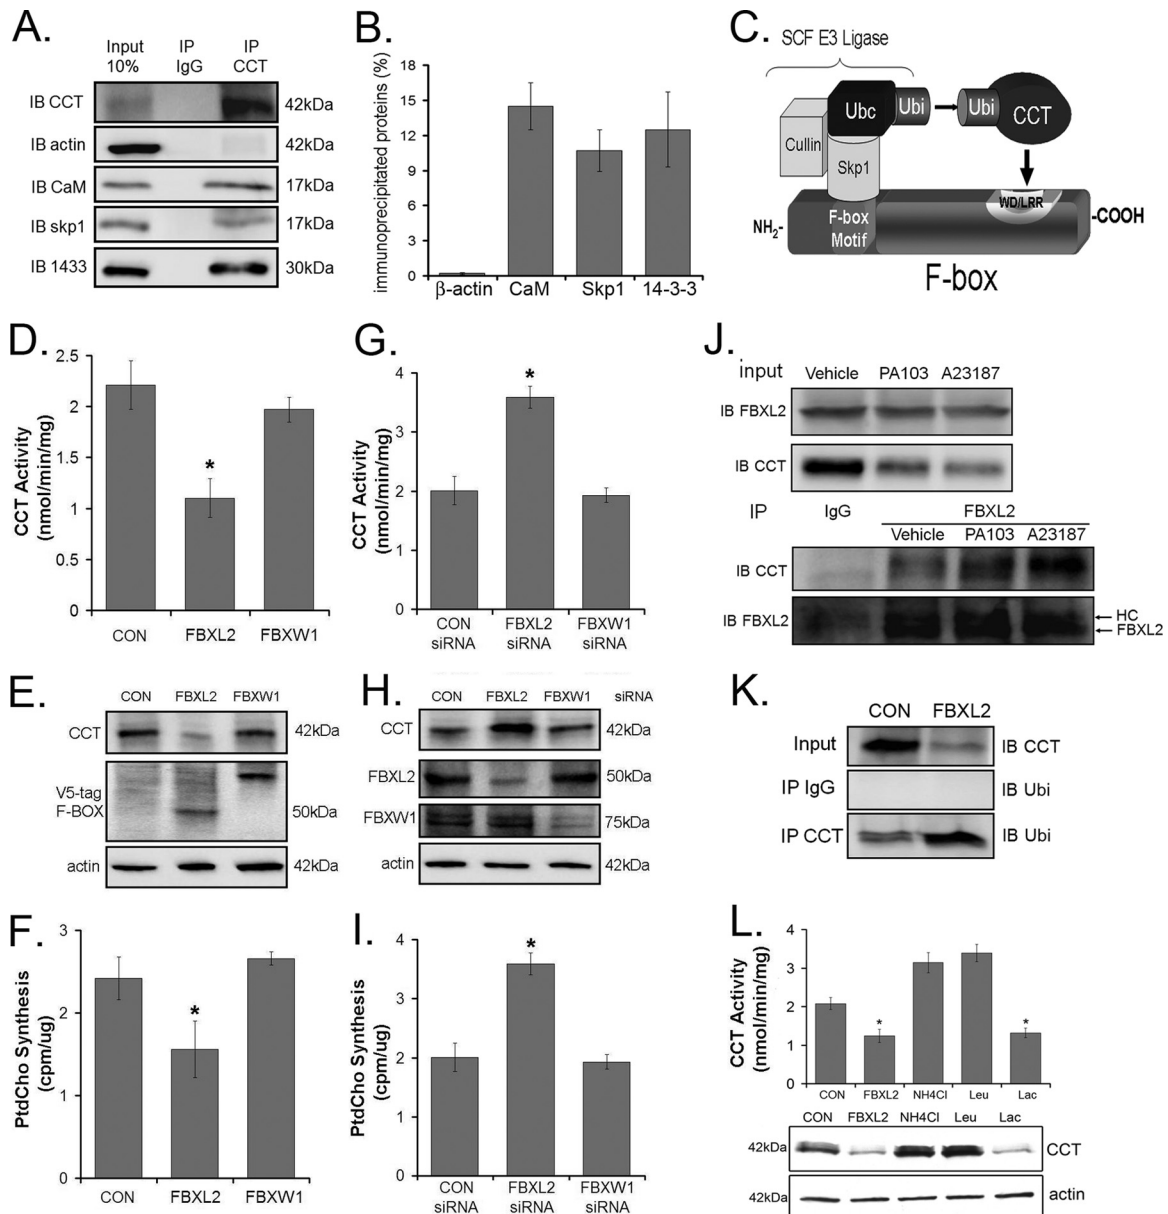 A.
Input
10%
IP
IgG
IP
CCT
IB CCT
42kDa
IB actin
42kDa
IB CaM
17kDa
IB skp1
17kDa
IB 1433
30kDa
B.
immunoprecipitated proteins (%)
18
15
12
9
6
3
0
β-actin
CaM
Skp1
14-3-3
C.
SCF E3 Ligase
Ubc
Ubi
Ubi
CCT
Cullin
Skp1
WD/LRR
NH₂-
F-box
Motif
-COOH
F-box
D.
CCT Activity
(nmol/min/mg)
2.5
2
1.5
1
0.5
0
*
CON
FBXL2
FBXW1
G.
CCT Activity
(nmol/min/mg)
4
3
2
1
0
*
CON
siRNA
FBXL2
siRNA
FBXW1
siRNA
J.
input
Vehicle
PA103
A23187
IB FBXL2
IB CCT
IP
IgG
FBXL2
Vehicle
PA103
A23187
IB CCT
IB FBXL2
HC
FBXL2
E.
CON
FBXL2
FBXW1
CCT
42kDa
V5-tag
F-BOX
50kDa
actin
42kDa
H.
CON
FBXL2
FBXW1
siRNA
CCT
42kDa
FBXL2
50kDa
FBXW1
75kDa
actin
42kDa
K.
CON
FBXL2
Input
IB CCT
IP IgG
IB Ubi
IP CCT
IB Ubi
F.
PtdCho Synthesis
(cpm/ug)
3
2
1
0
*
CON
FBXL2
FBXW1
I.
PtdCho Synthesis
(cpm/ug)
4
3
2
1
0
*
CON
siRNA
FBXL2
siRNA
FBXW1
siRNA
L.
CCT Activity
(nmol/min/mg)
4
3
2
1
0
*
*
CON
FBXL2
NH4Cl
Leu
Lac
CON
FBXL2
NH4Cl
Leu
Lac
42kDa
CCT
42kDa
actin